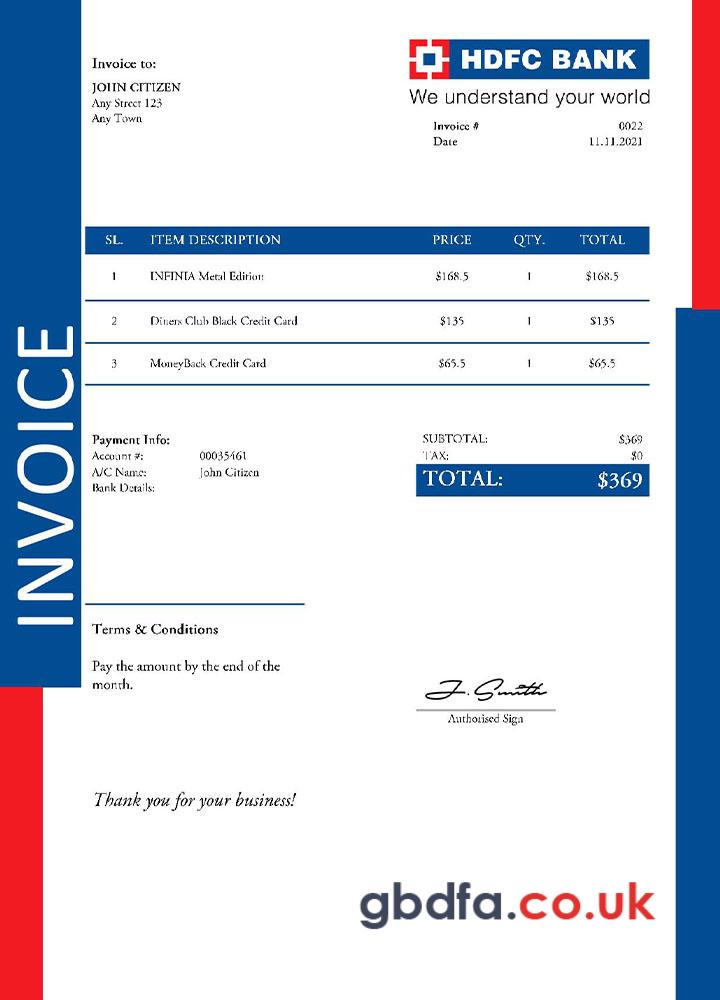 Invoice to:
JOHN CITIZEN
Any Street 123
Any Town
HDFC BANK
We understand your world
Invoice # 0022
Date 11.11.2021
SL. ITEM DESCRIPTION PRICE QTY. TOTAL
1 INFINIA Metal Edition $168.5 1 $168.5
2 Diners Club Black Credit Card $135 1 $135
3 MoneyBack Credit Card $65.5 1 $65.5
INVOICE
Payment Info:
Account #: 00035461
A/C Name: John Citizen
Bank Details:
SUBTOTAL: $369
TAX: $0
TOTAL: $369
Terms & Conditions
Pay the amount by the end of the
month.
J. Smith
Authorised Sign
Thank you for your business!
gbdfa.co.uk